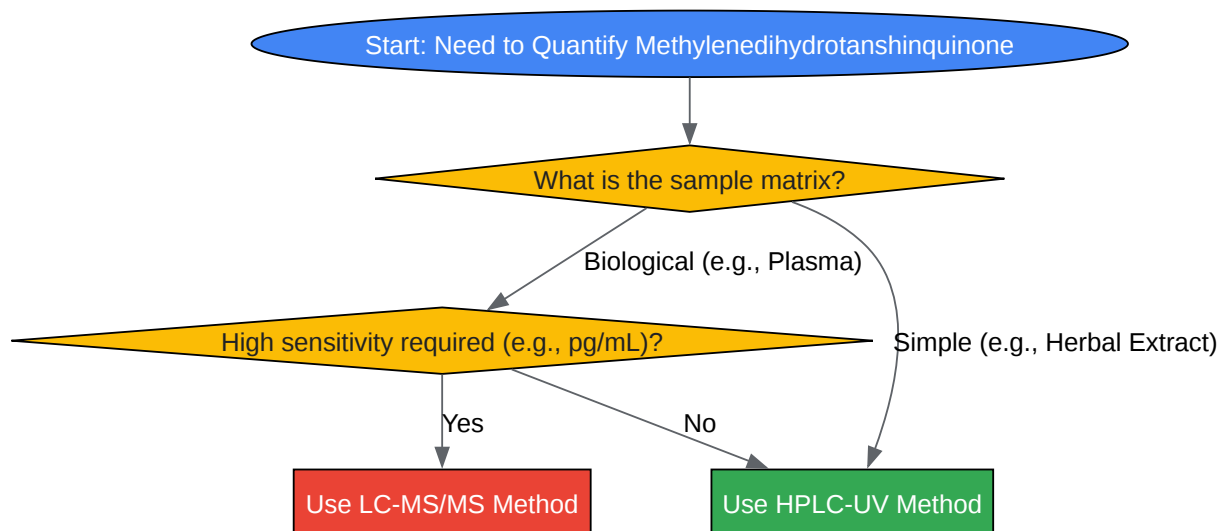 Start: Need to Quantify Methylenedihydrotanshinquinone
What is the sample matrix?
Biological (e.g., Plasma)
High sensitivity required (e.g., pg/mL)?
Simple (e.g., Herbal Extract)
Yes
No
Use LC-MS/MS Method
Use HPLC-UV Method